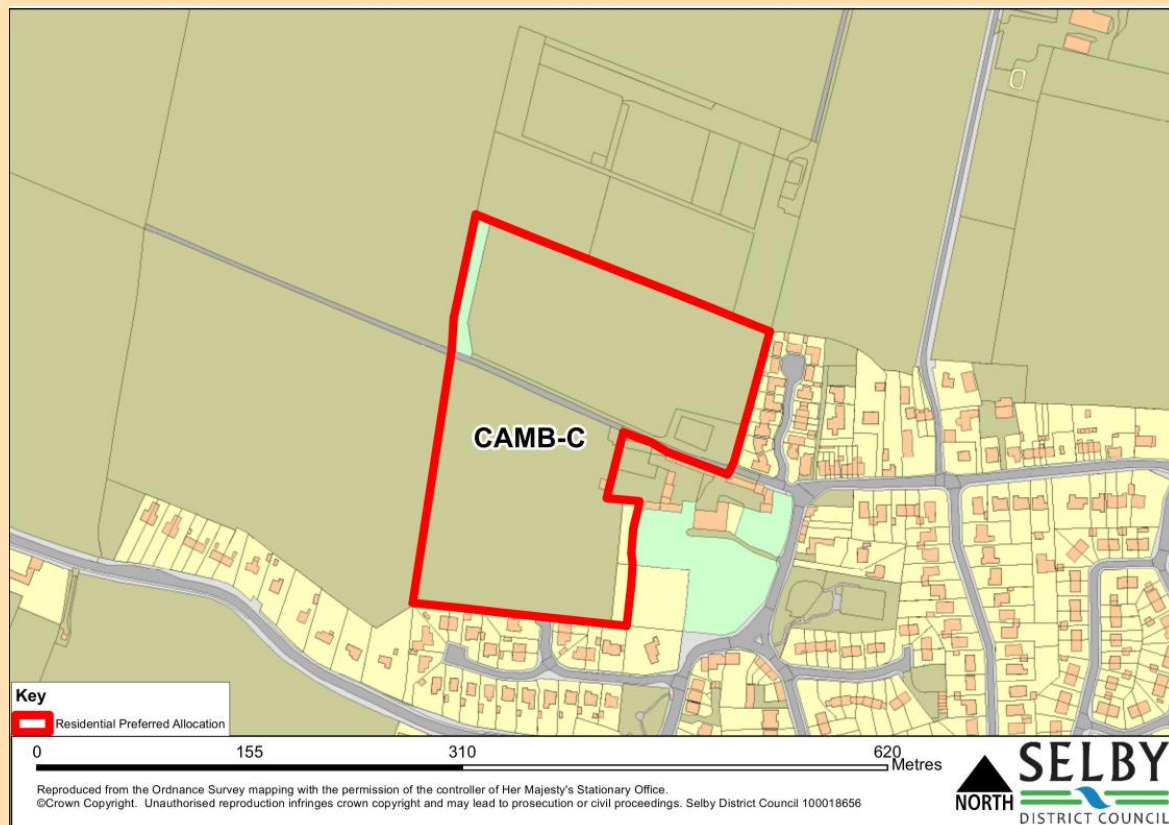 CAMB-C
Key
Residential Preferred Allocation
0 155 310 620
Metres
Reproduced from the Ordnance Survey mapping with the permission of the controller of Her Majesty's Stationary Office.
©Crown Copyright. Unauthorised reproduction infringes crown copyright and may lead to prosecution or civil proceedings. Selby District Council 100018656
NORTH
SELBY
DISTRICT COUNCIL